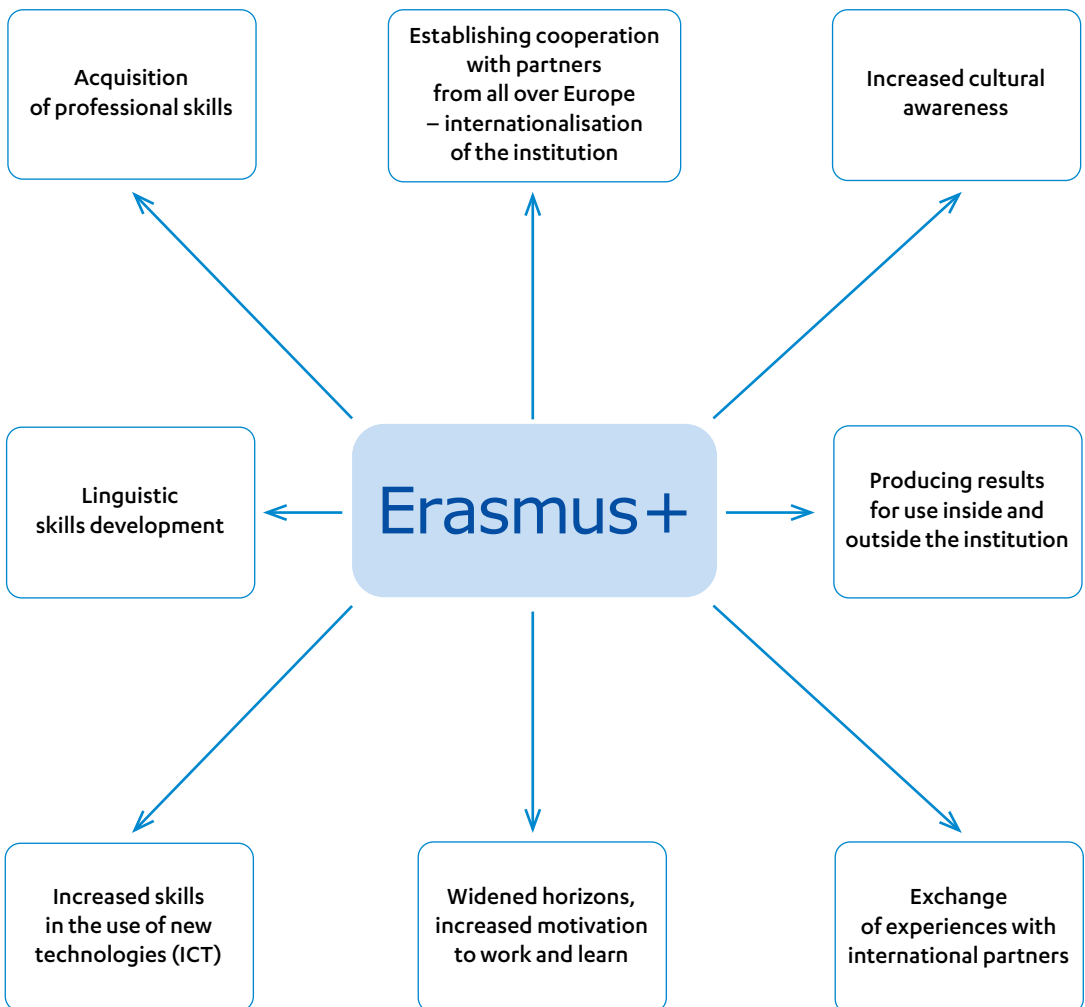 Acquisition
of professional skills
Establishing cooperation
with partners
from all over Europe
– internationalisation
of the institution
Increased cultural
awareness
Linguistic
skills development
Erasmus+
Producing results
for use inside and
outside the institution
Increased skills
in the use of new
technologies (ICT)
Widened horizons,
increased motivation
to work and learn
Exchange
of experiences with
international partners